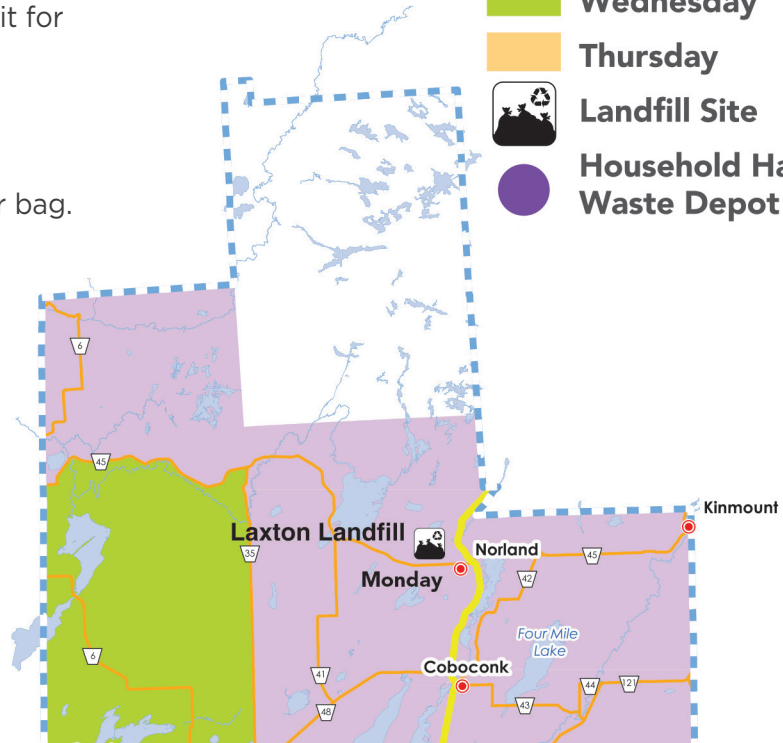 it for
r bag.
Wednesday
Thursday
Landfill Site
Household Ha
Waste Depot
6
45
Laxton Landfill
35
Monday
Norland
Kinmount
45
42
Four Mile
Lake
6
Coboconk
41
44
121
43
48